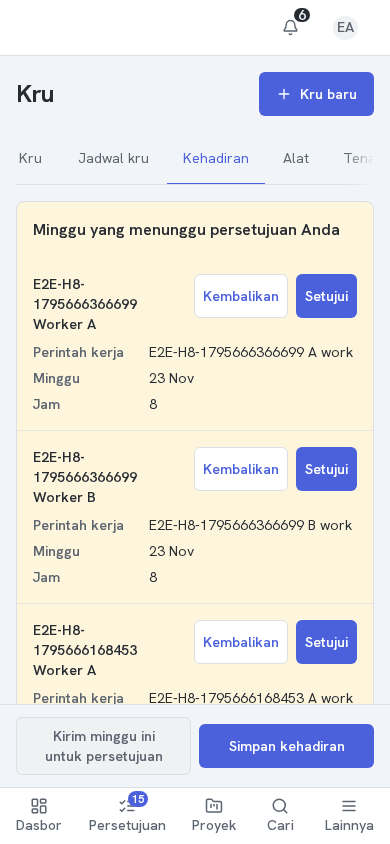 6
EA
Kru
Kru baru
Kru
Jadwal kru
Kehadiran
Alat
Minggu yang menunggu persetujuan Anda
E2E-H8-
1795666366699
Worker A
Kembalikan
Setujui
Perintah kerja
E2E-H8-1795666366699 A work
Minggu
23 Nov
Jam
8
E2E-H8-
1795666366699
Worker B
Kembalikan
Setujui
Perintah kerja
E2E-H8-1795666366699 B work
Minggu
23 Nov
Jam
8
E2E-H8-
1795666168453
Worker A
Kembalikan
Setujui
Perintah kerja
E2E-H8-1795666168453 A work
Kirim minggu ini
untuk persetujuan
Simpan kehadiran
15
Dasbor
Persetujuan
Proyek
Cari
Lainnya